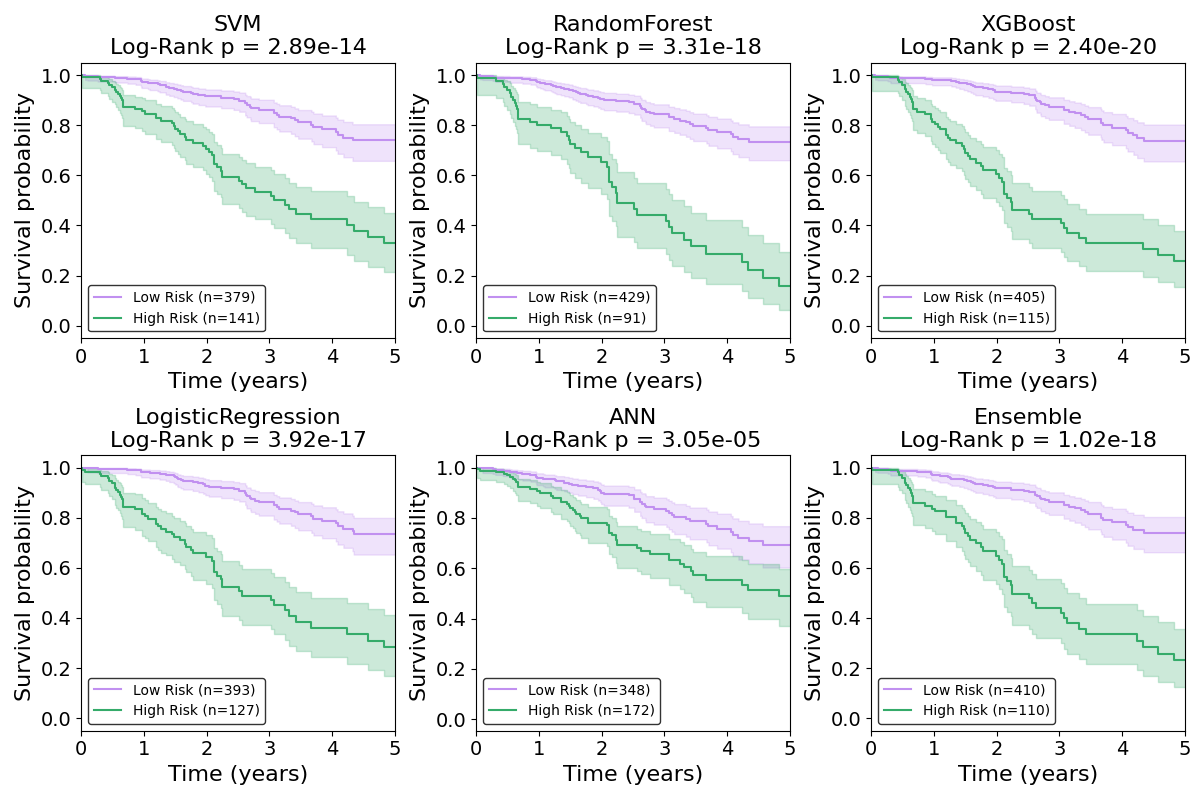 SVM
Log-Rank p = 2.89e-14
Survival probability
1.0
0.8
0.6
0.4
0.2
0.0
Low Risk (n=379)
High Risk (n=141)
0 1 2 3 4 5
Time (years)
RandomForest
Log-Rank p = 3.31e-18
Survival probability
1.0
0.8
0.6
0.4
0.2
0.0
Low Risk (n=429)
High Risk (n=91)
0 1 2 3 4 5
Time (years)
XGBoost
Log-Rank p = 2.40e-20
Survival probability
1.0
0.8
0.6
0.4
0.2
0.0
Low Risk (n=405)
High Risk (n=115)
0 1 2 3 4 5
Time (years)
LogisticRegression
Log-Rank p = 3.92e-17
Survival probability
1.0
0.8
0.6
0.4
0.2
0.0
Low Risk (n=393)
High Risk (n=127)
0 1 2 3 4 5
Time (years)
ANN
Log-Rank p = 3.05e-05
Survival probability
1.0
0.8
0.6
0.4
0.2
0.0
Low Risk (n=348)
High Risk (n=172)
0 1 2 3 4 5
Time (years)
Ensemble
Log-Rank p = 1.02e-18
Survival probability
1.0
0.8
0.6
0.4
0.2
0.0
Low Risk (n=410)
High Risk (n=110)
0 1 2 3 4 5
Time (years)